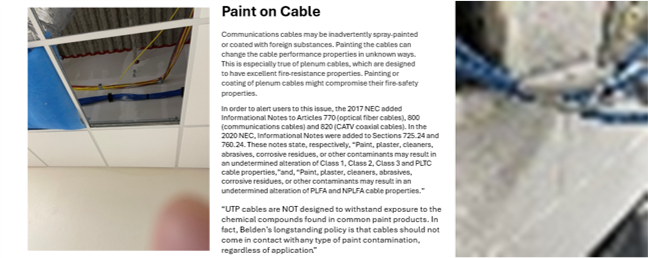 Paint on Cable
Communications cables may be inadvertently spray-painted
or coated with foreign substances. Painting the cables can
change the cable performance properties in unknown ways.
This is especially true of plenum cables, which are designed
to have excellent fire-resistance properties. Painting or
coating of plenum cables might compromise their fire-safety
properties.
In order to alert users to this issue, the 2017 NEC added
Informational Notes to Articles 770 (optical fiber cables), 800
(communications cables) and 820 (CATV coaxial cables). In the
2020 NEC, Informational Notes were added to Sections 725.24 and
760.24. These notes state, respectively, “Paint, plaster, cleaners,
abrasives, corrosive residues, or other contaminants may result in
an undetermined alteration of Class 1, Class 2, Class 3 and PLTC
cable properties,”and, “Paint, plaster, cleaners, abrasives,
corrosive residues, or other contaminants may result in an
undetermined alteration of PLFA and NPLFA cable properties.”
“UTP cables are NOT designed to withstand exposure to the
chemical compounds found in common paint products. In
fact, Belden’s longstanding policy is that cables should not
come in contact with any type of paint contamination,
regardless of application.”